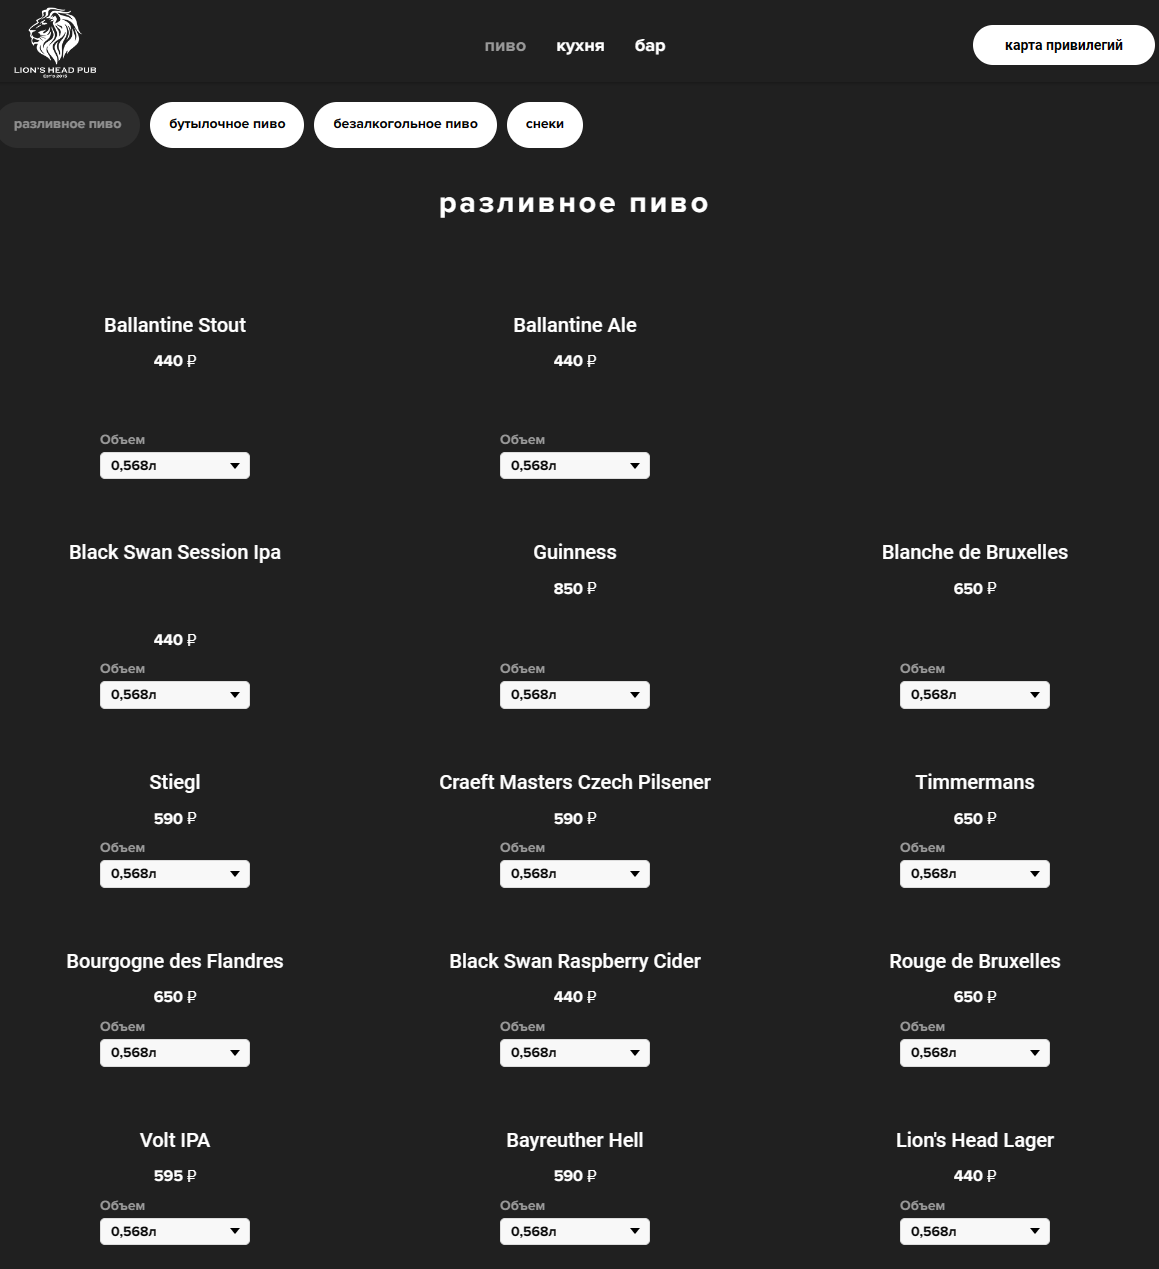 LION'S HEAD PUB
пиво кухня бар
карта привилегий
разливное пиво бутылочное пиво безалкогольное пиво снеки
разливное пиво
Ballantine Stout
440 ₽
Объем
0,568л
Ballantine Ale
440 ₽
Объем
0,568л
Black Swan Session Ipa
440 ₽
Объем
0,568л
Guinness
850 ₽
Объем
0,568л
Blanche de Bruxelles
650 ₽
Объем
0,568л
Stiegl
590 ₽
Объем
0,568л
Craeft Masters Czech Pilsener
590 ₽
Объем
0,568л
Timmermans
650 ₽
Объем
0,568л
Bourgogne des Flandres
650 ₽
Объем
0,568л
Black Swan Raspberry Cider
440 ₽
Объем
0,568л
Rouge de Bruxelles
650 ₽
Объем
0,568л
Volt IPA
595 ₽
Объем
0,568л
Bayreuther Hell
590 ₽
Объем
0,568л
Lion's Head Lager
440 ₽
Объем
0,568л